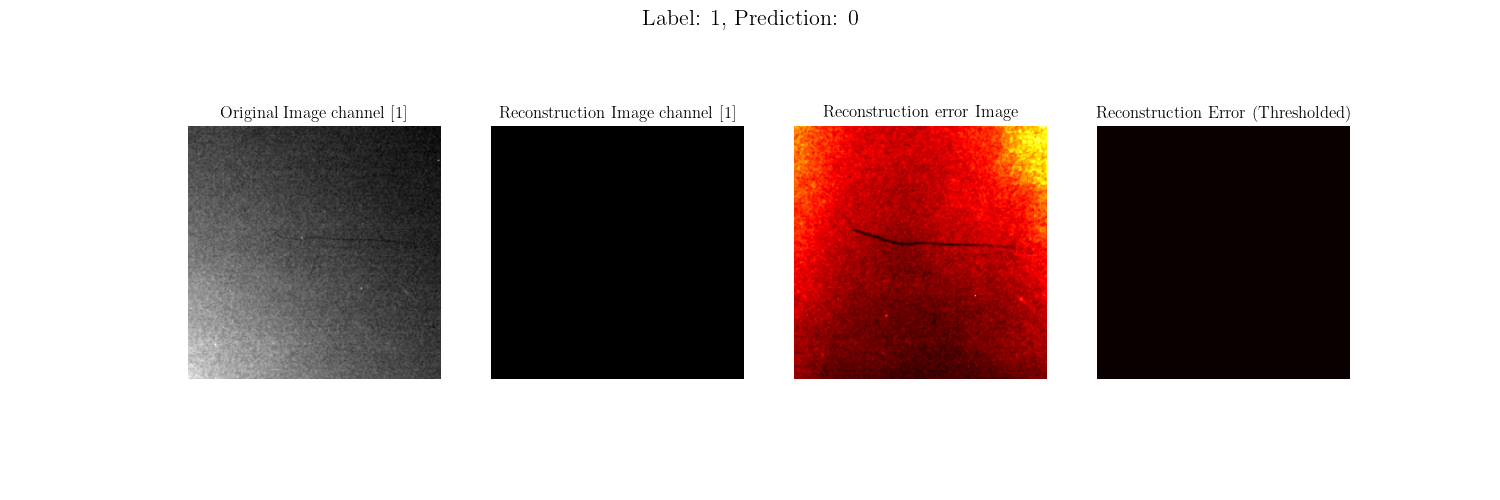 Label: 1, Prediction: 0
Original Image channel [1]
Reconstruction Image channel [1]
Reconstruction error Image
Reconstruction Error (Thresholded)